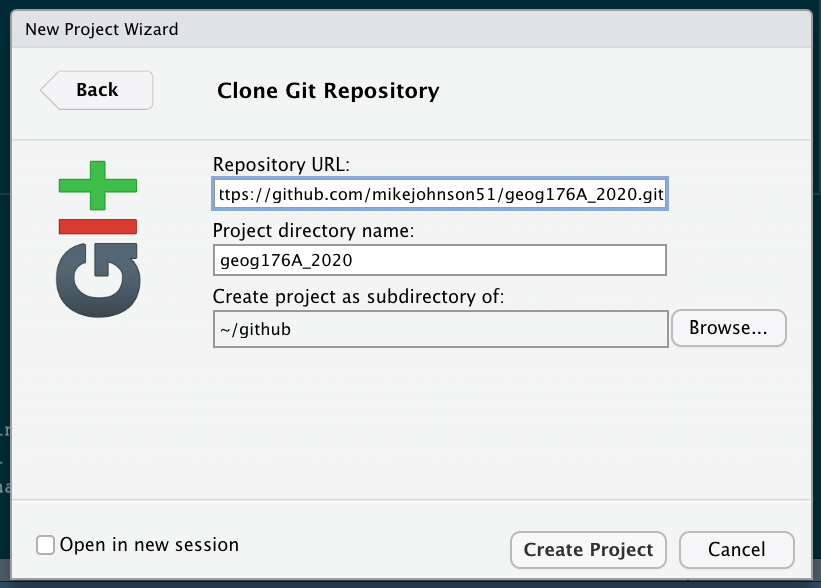 New Project Wizard
Back
Clone Git Repository
git
Repository URL:
ttps://github.com/mikejohnson51/geog176A_2020.git
Project directory name:
geog176A_2020
Create project as subdirectory of:
~/github
Browse...
Open in new session
Create Project
Cancel